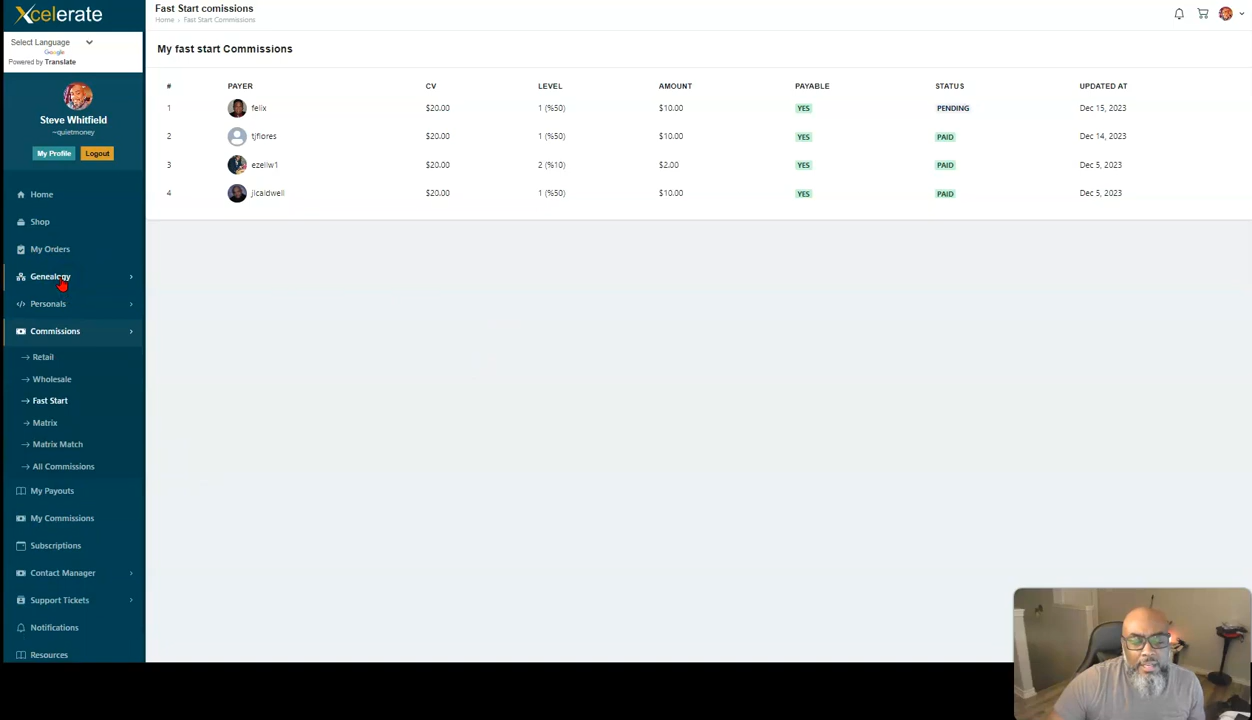 Xcelerate
Select Language
Google
Powered by Translate
Steve Whitfield
~quietmoney
My Profile
Logout
Home
Shop
My Orders
Genealogy
Personals
Commissions
Retail
Wholesale
Fast Start
Matrix
Matrix Match
All Commissions
My Payouts
My Commissions
Subscriptions
Contact Manager
Support Tickets
Notifications
Resources
Fast Start comissions
Home › Fast Start Commissions
My fast start Commissions
# PAYER CV LEVEL AMOUNT PAYABLE STATUS UPDATED AT
1 felix $20.00 1 (%50) $10.00 YES PENDING Dec 15, 2023
2 tjflores $20.00 1 (%50) $10.00 YES PAID Dec 14, 2023
3 ezellw1 $20.00 2 (%10) $2.00 YES PAID Dec 5, 2023
4 jlcaldwell $20.00 1 (%50) $10.00 YES PAID Dec 5, 2023